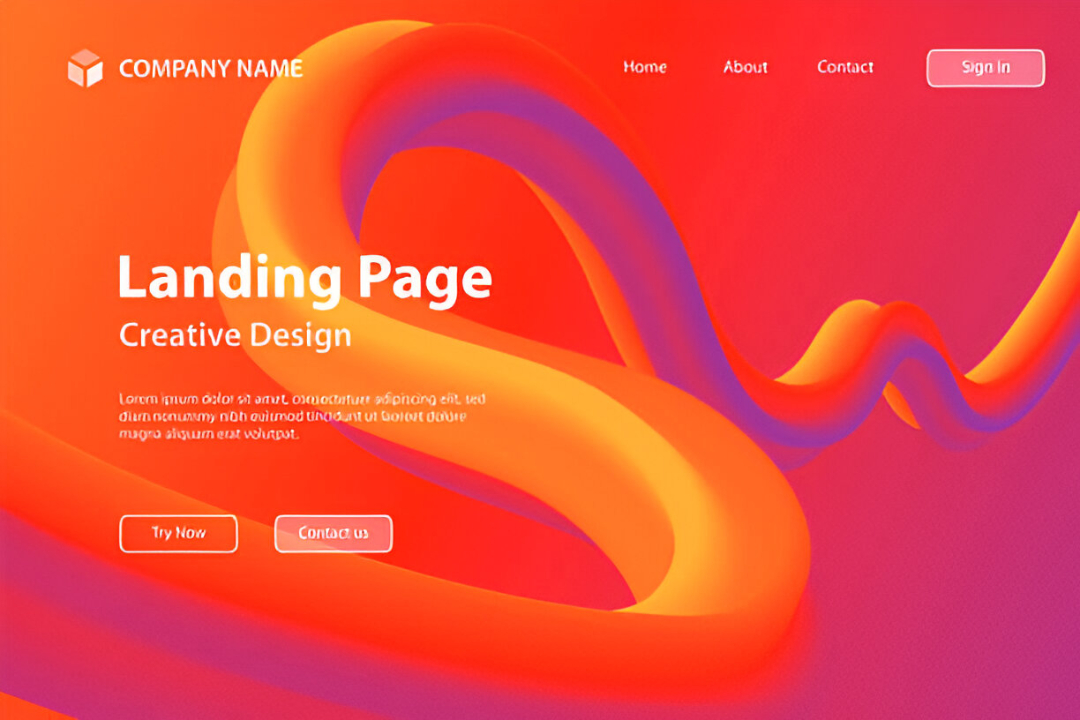 COMPANY NAME
Home
About
Contact
Sign In
Landing Page
Creative Design
Lorem ipsum dolor sit amet, consectetuer adipiscing elit, sed
diam nonummy nibh euismod tincidunt ut laoreet dolore
magna aliquam erat volutpat.
Try Now
Contact us